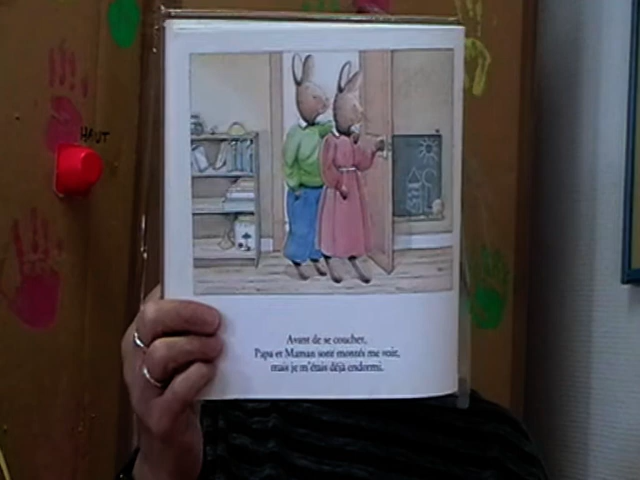 HAUT
Avant de se coucher,
Papa et Maman sont montés me voir,
mais je m'étais déjà endormi.